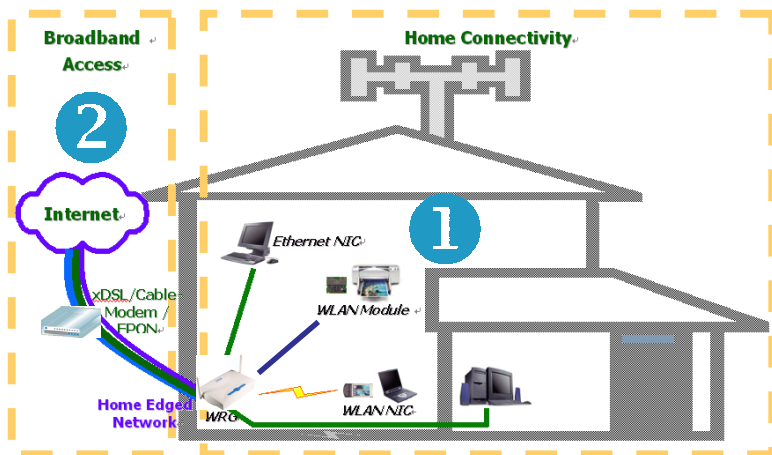 Broadband
Access
Home Connectivity
2
Internet
1
Ethernet NIC
xDSL/Cable
Modem /
EPON
WLAN Module
Home Edged
Network
WRG
WLAN NIC